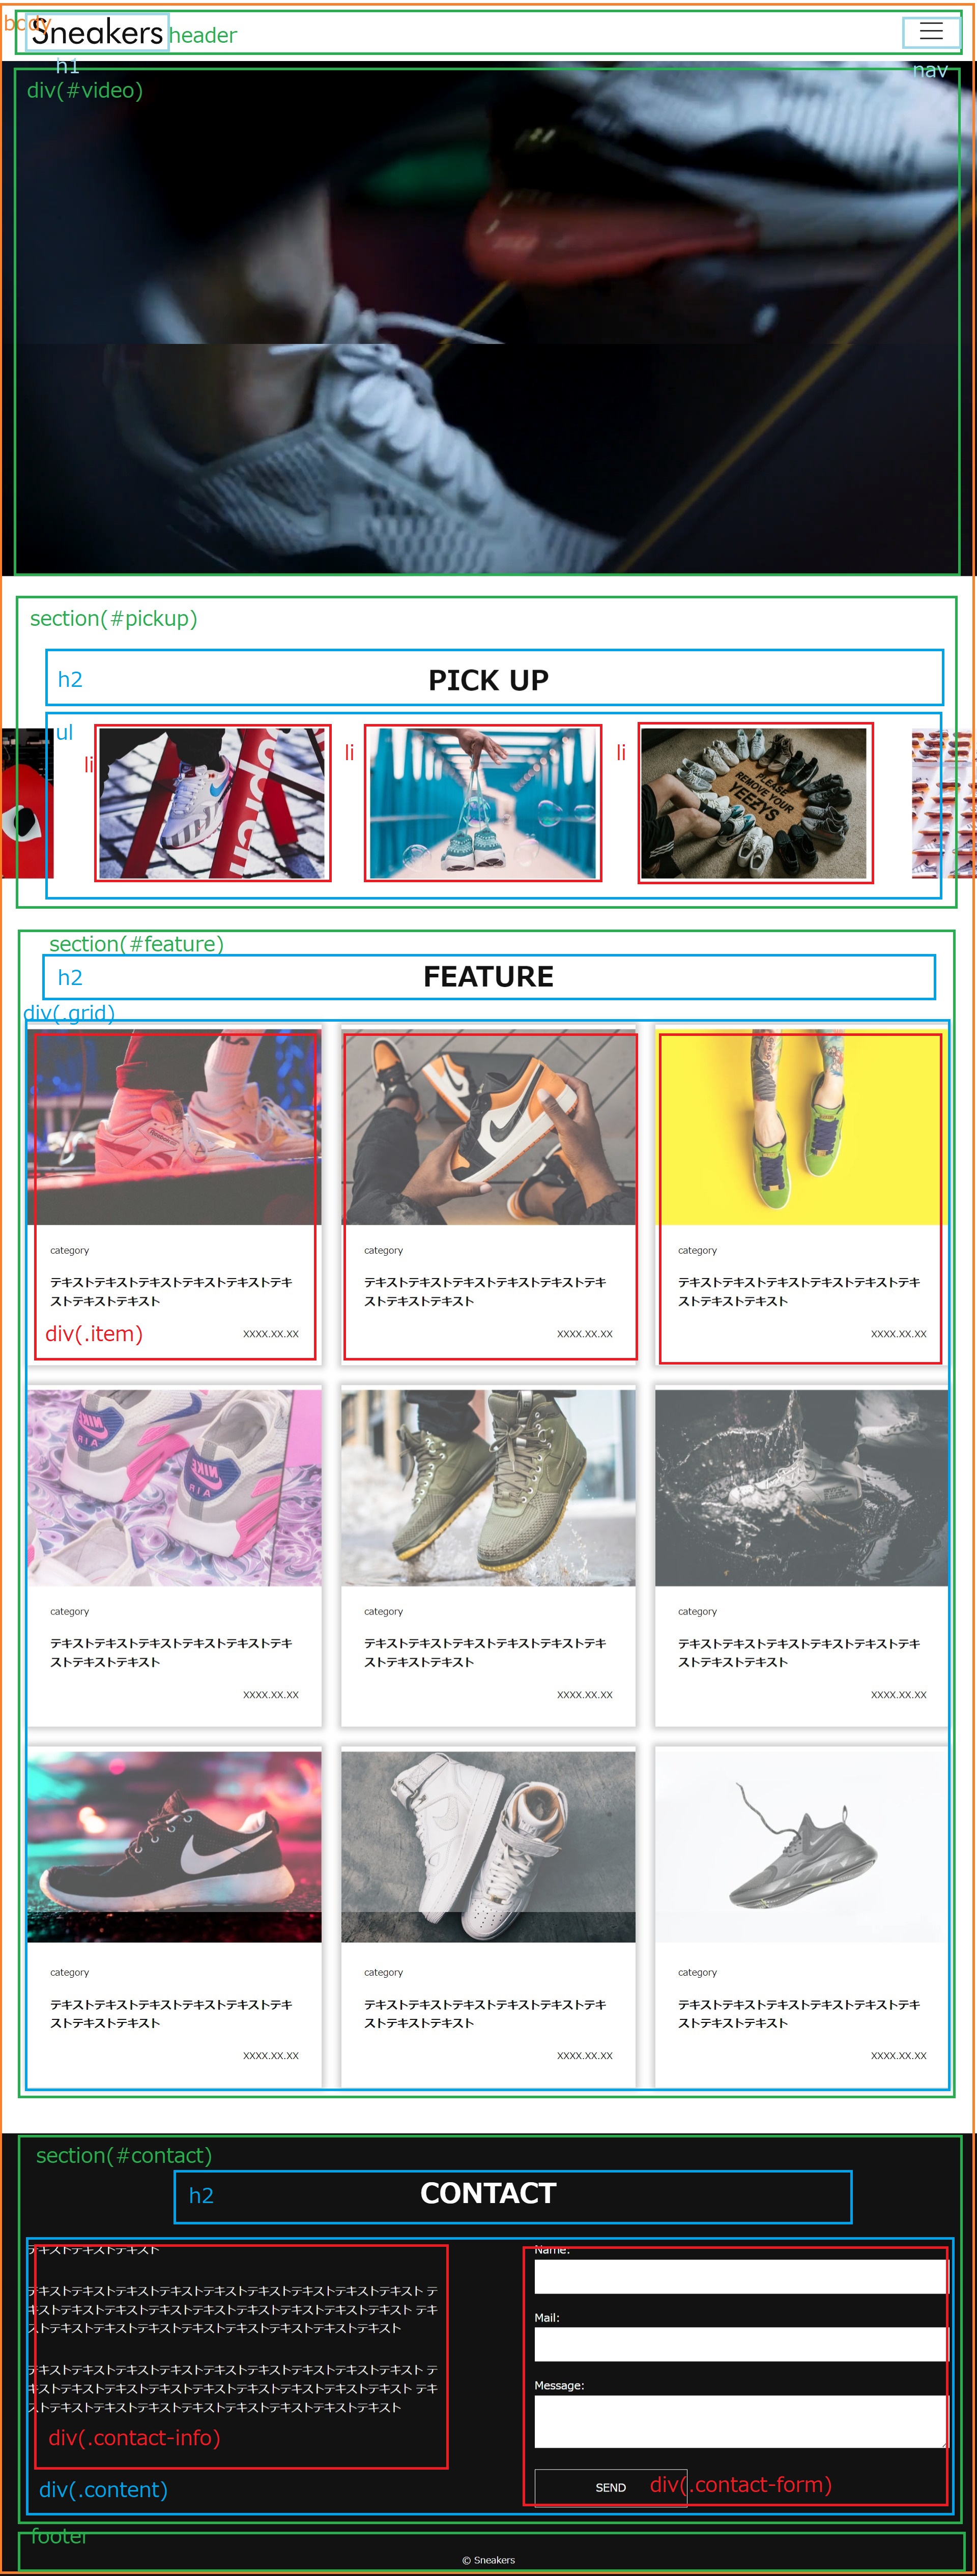 body
Sneakers
header
h1
nav
div(#video)
section(#pickup)
h2
PICK UP
ul
li
li
li
PLEASE
REMOVE YOUR
YEEZYS
section(#feature)
h2
FEATURE
div(.grid)
category
category
category
テキストテキストテキストテキストテキストテキ
ストテキストテキスト
テキストテキストテキストテキストテキストテキ
ストテキストテキスト
テキストテキストテキストテキストテキストテキ
ストテキストテキスト
div(.item)
XXXX.XX.XX
XXXX.XX.XX
XXXX.XX.XX
NIKE
AIR
NIKE
AIR
category
category
category
テキストテキストテキストテキストテキストテキ
ストテキストテキスト
テキストテキストテキストテキストテキストテキ
ストテキストテキスト
テキストテキストテキストテキストテキストテキ
ストテキストテキスト
XXXX.XX.XX
XXXX.XX.XX
XXXX.XX.XX
category
category
category
テキストテキストテキストテキストテキストテキ
ストテキストテキスト
テキストテキストテキストテキストテキストテキ
ストテキストテキスト
テキストテキストテキストテキストテキストテキ
ストテキストテキスト
XXXX.XX.XX
XXXX.XX.XX
XXXX.XX.XX
section(#contact)
h2
CONTACT
テキストテキストテキスト
テキストテキストテキストテキストテキストテキストテキストテキストテキスト テ
キストテキストテキストテキストテキストテキストテキストテキストテキスト テキ
ストテキストテキストテキストテキストテキストテキストテキストテキスト
テキストテキストテキストテキストテキストテキストテキストテキストテキスト テ
キストテキストテキストテキストテキストテキストテキストテキストテキスト テキ
ストテキストテキストテキストテキストテキストテキストテキストテキスト
div(.contact-info)
div(.content)
Name:
Mail:
Message:
SEND
div(.contact-form)
footer
© Sneakers